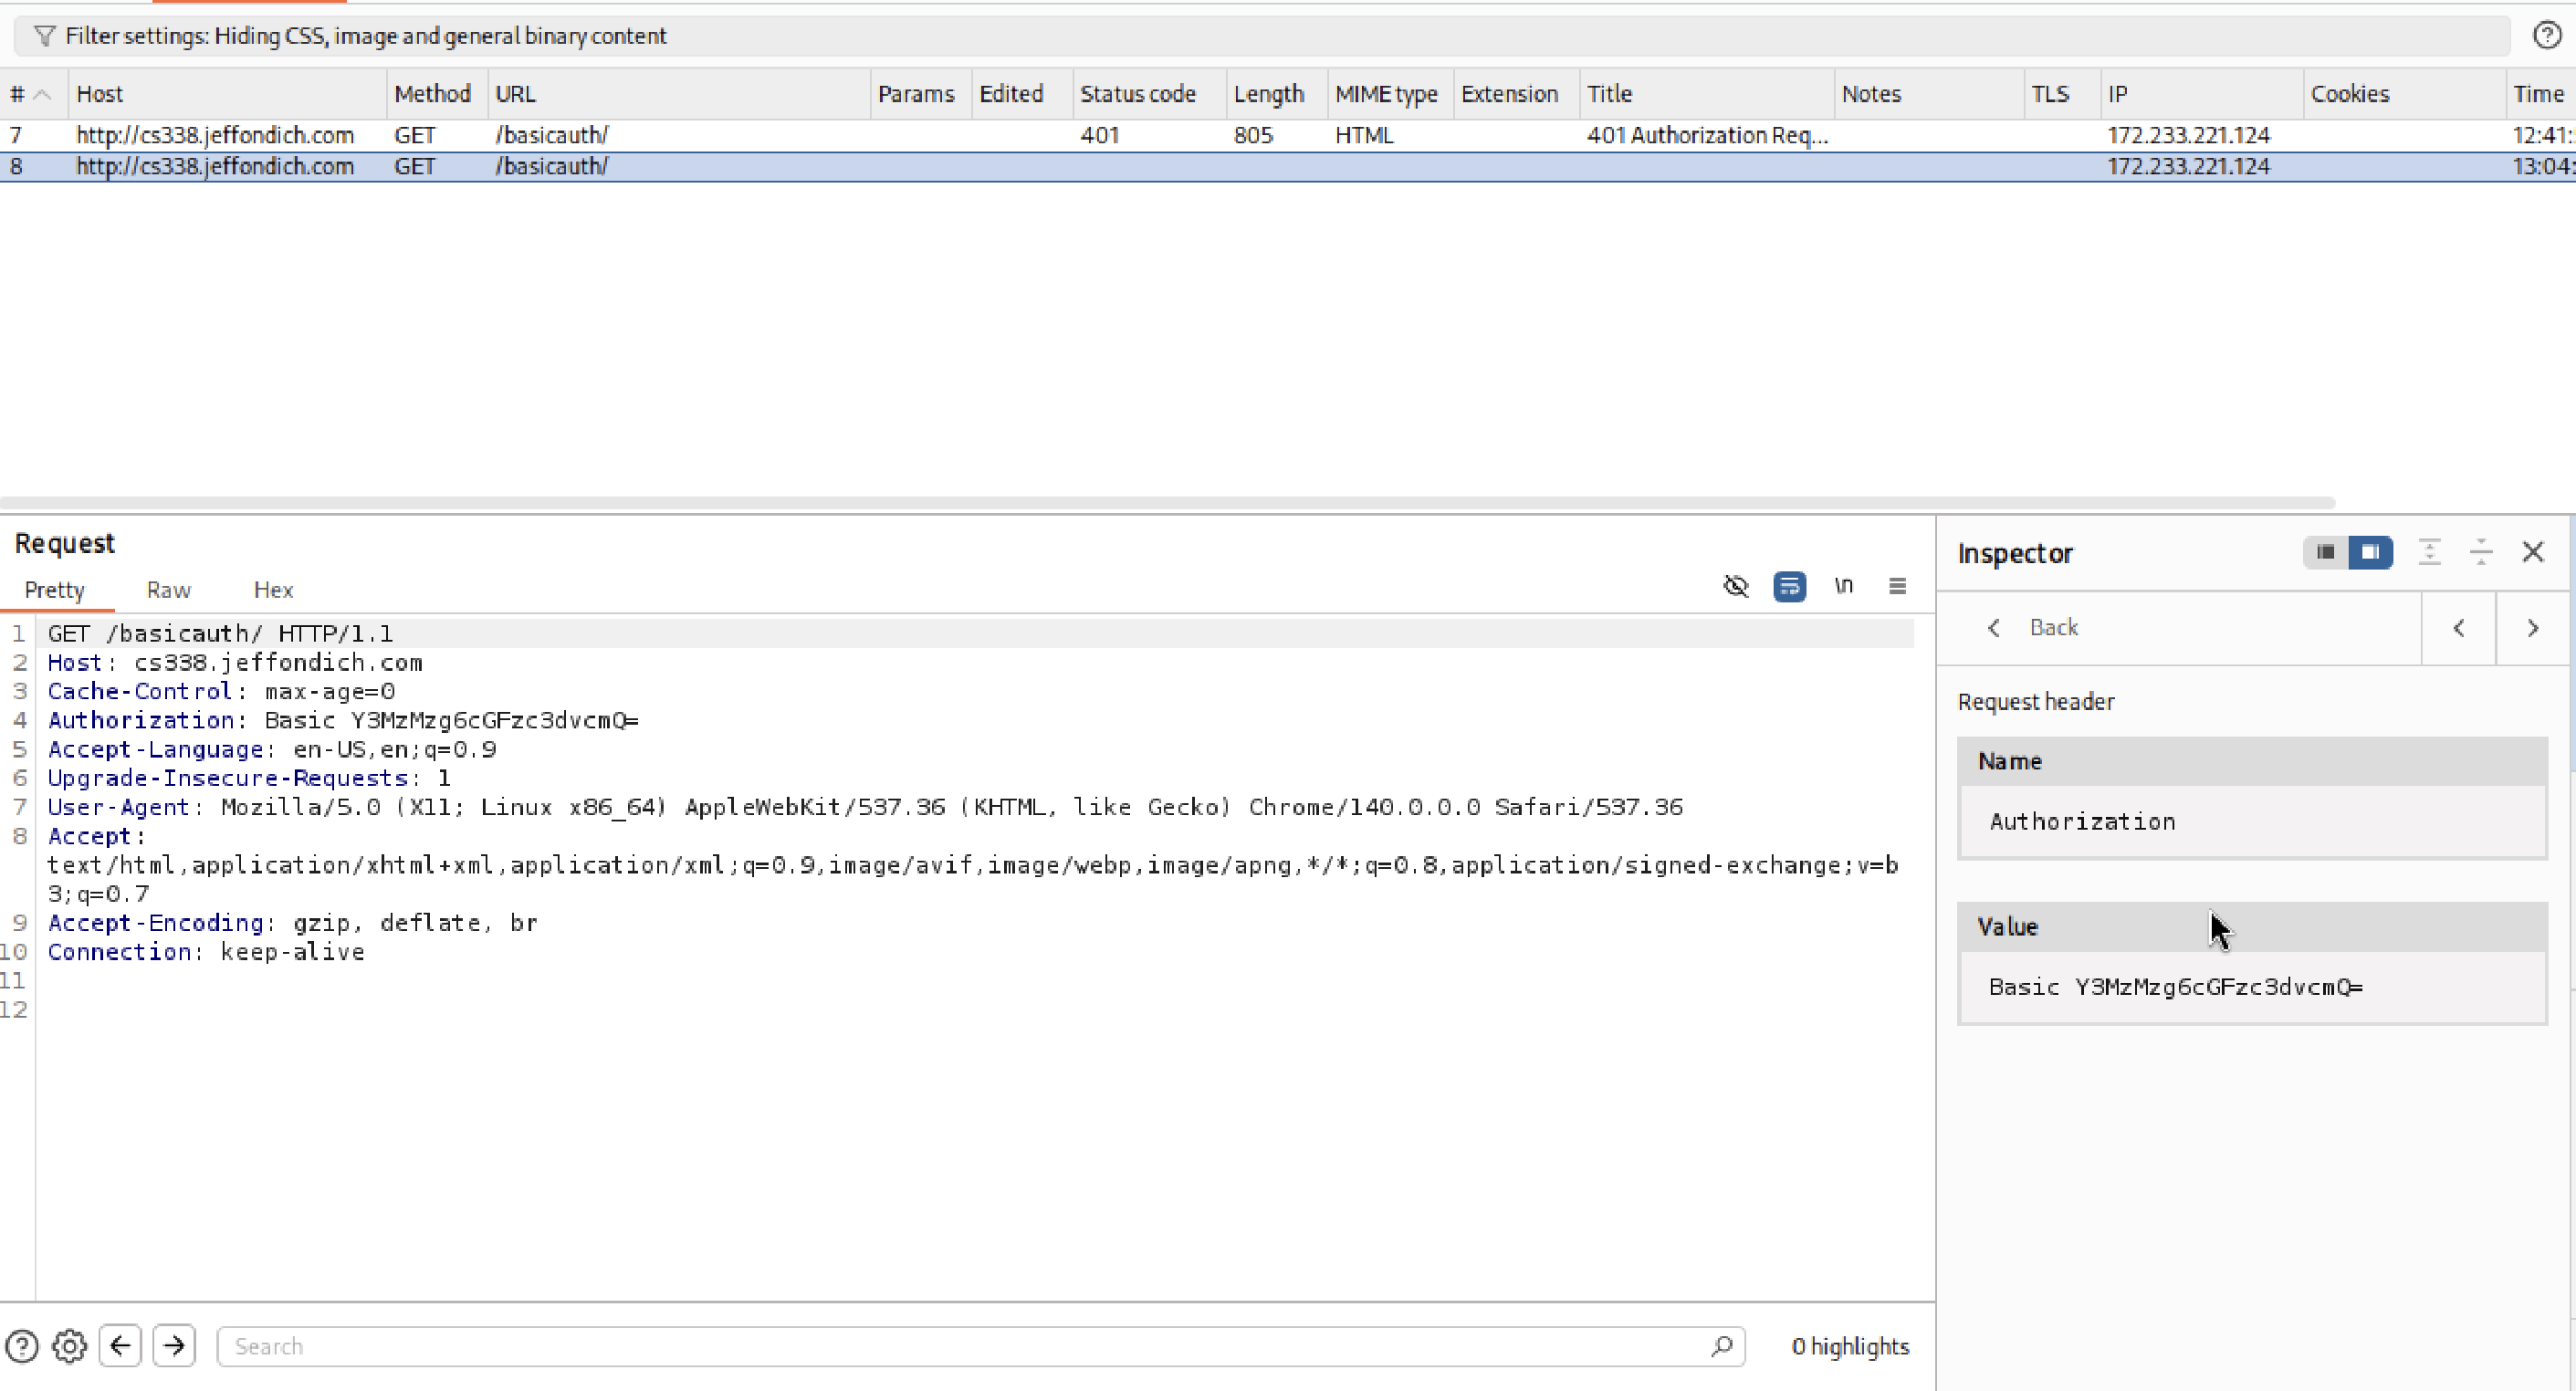 Filter settings: Hiding CSS, image and general binary content
# Host Method URL Params Edited Status code Length MIME type Extension Title Notes TLS IP Cookies Time
7 http://cs338.jeffondich.com GET /basicauth/ 401 805 HTML 401 Authorization Req... 172.233.221.124 12:41:
8 http://cs338.jeffondich.com GET /basicauth/ 172.233.221.124 13:04:
Request
Pretty Raw Hex \n
1 GET /basicauth/ HTTP/1.1
2 Host: cs338.jeffondich.com
3 Cache-Control: max-age=0
4 Authorization: Basic Y3MzMzg6cGFzc3dvcmQ=
5 Accept-Language: en-US,en;q=0.9
6 Upgrade-Insecure-Requests: 1
7 User-Agent: Mozilla/5.0 (X11; Linux x86_64) AppleWebKit/537.36 (KHTML, like Gecko) Chrome/140.0.0.0 Safari/537.36
8 Accept:
text/html,application/xhtml+xml,application/xml;q=0.9,image/avif,image/webp,image/apng,*/*;q=0.8,application/signed-exchange;v=b
3;q=0.7
9 Accept-Encoding: gzip, deflate, br
10 Connection: keep-alive
11
12
Search
0 highlights
Inspector
Back
Request header
Name
Authorization
Value
Basic Y3MzMzg6cGFzc3dvcmQ=